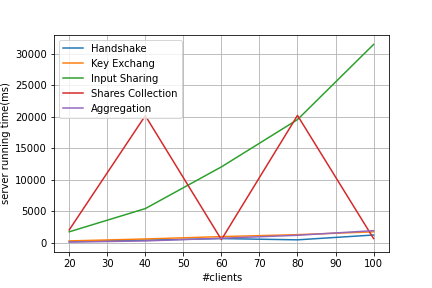 Handshake
Key Exchang
Input Sharing
Shares Collection
Aggregation
30000
25000
20000
15000
10000
5000
0
server running time(ms)
20 30 40 50 60 70 80 90 100
#clients